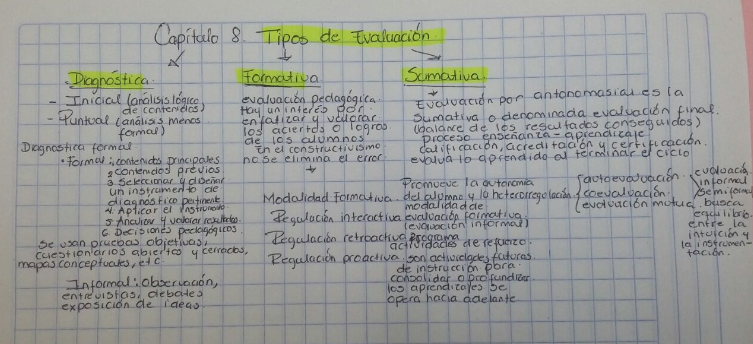 Capítulo 8. Tipos de Evaluación.
Diagnóstica.
- Inicial (análisis lógico
de contenidos)
- Puntual (análisis menos
formal)
Diagnóstica formal
• Formal: 1 contenidos principales
2 contenidos previos
3 Seleccionar y diseñar
un instrumento de
diagnóstico pertinente
4. Aplicar el instrumento
5. Analizar y valorar resultados
6. Decisiones pedagógicas
Se usan pruebas objetivas,
cuestionarios abiertos y cerrados,
mapas conceptuales, etc
Informal: observación,
entrevistas, debates
exposición de ideas
Formativa
evaluación pedagógica.
Hay un interés por
enfatizar y valorar
los aciertos o logros
de los alumnos.
En el constructivismo
no se elimina el error
Sumativa.
Evaluación por antonomasia es la
Sumativa o denominada evaluación final.
(balance de los resultados conseguidos)
proceso enseñanza-aprendizaje
calificación, acreditación y certificación.
evalua lo aprendido al terminar el ciclo
Modalidad Formativa. Promueve la autonomía
del alumno y la heterorregulación
modalidad de
autoevaluación
coevaluación
evaluación mutua
evaluació
informal
semiforma
busca
equilibrio
entre la
intuición y
la instrumen-
tación.
Regulación interactiva evaluación formativa
(evaluación informal)
Regulación retroactiva programa
actividades de refuerzo.
Regulación proactiva son actividades futuras
de instrucción para
consolidar o profundizar
los aprendizajes se
opera hacia adelante